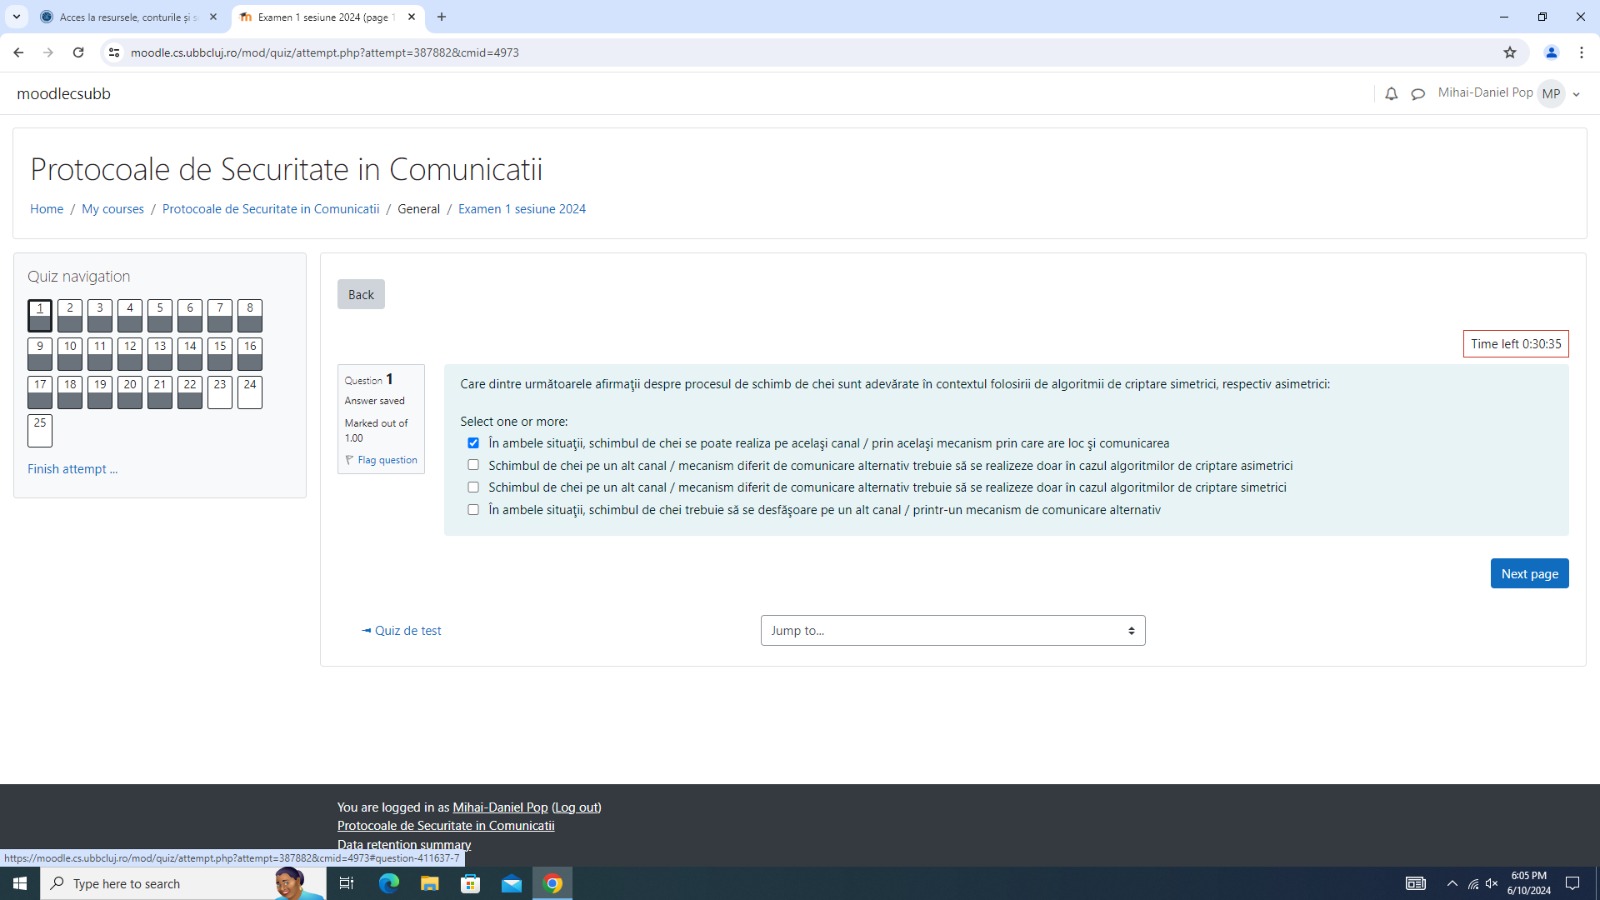 Acces la resursele, conturile și s
Examen 1 sesiune 2024 (page 1
moodle.cs.ubbcluj.ro/mod/quiz/attempt.php?attempt=387882&cmid=4973
moodlecsubb
Mihai-Daniel Pop MP
Protocoale de Securitate in Comunicatii
Home / My courses / Protocoale de Securitate in Comunicatii / General / Examen 1 sesiune 2024
Quiz navigation
1 2 3 4 5 6 7 8
9 10 11 12 13 14 15 16
17 18 19 20 21 22 23 24
25
Finish attempt ...
Back
Time left 0:30:35
Question 1
Answer saved
Marked out of
1.00
Flag question
Care dintre următoarele afirmaţii despre procesul de schimb de chei sunt adevărate în contextul folosirii de algoritmii de criptare simetrici, respectiv asimetrici:
Select one or more:
În ambele situaţii, schimbul de chei se poate realiza pe acelaşi canal / prin acelaşi mecanism prin care are loc şi comunicarea
Schimbul de chei pe un alt canal / mecanism diferit de comunicare alternativ trebuie să se realizeze doar în cazul algoritmilor de criptare asimetrici
Schimbul de chei pe un alt canal / mecanism diferit de comunicare alternativ trebuie să se realizeze doar în cazul algoritmilor de criptare simetrici
În ambele situaţii, schimbul de chei trebuie să se desfăşoare pe un alt canal / printr-un mecanism de comunicare alternativ
Next page
◄ Quiz de test
Jump to...
You are logged in as Mihai-Daniel Pop (Log out)
Protocoale de Securitate in Comunicatii
Data retention summary
https://moodle.cs.ubbcluj.ro/mod/quiz/attempt.php?attempt=387882&cmid=4973#question-411637-7
Type here to search
6:05 PM
6/10/2024